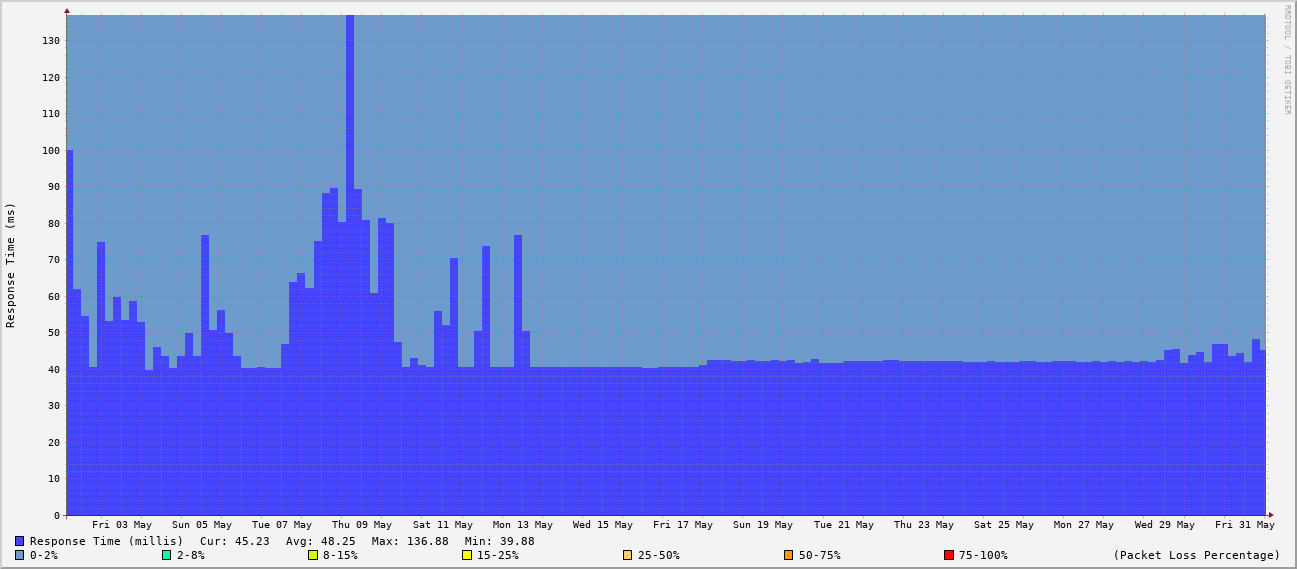 RRDTOOL / TOBI OETIKER
Response Time (ms)
130
120
110
100
90
80
70
60
50
40
30
20
10
0
Fri 03 May Sun 05 May Tue 07 May Thu 09 May Sat 11 May Mon 13 May Wed 15 May Fri 17 May Sun 19 May Tue 21 May Thu 23 May Sat 25 May Mon 27 May Wed 29 May Fri 31 May
Response Time (millis) Cur: 45.23 Avg: 48.25 Max: 136.88 Min: 39.88
0-2% 2-8% 8-15% 15-25% 25-50% 50-75% 75-100% (Packet Loss Percentage)